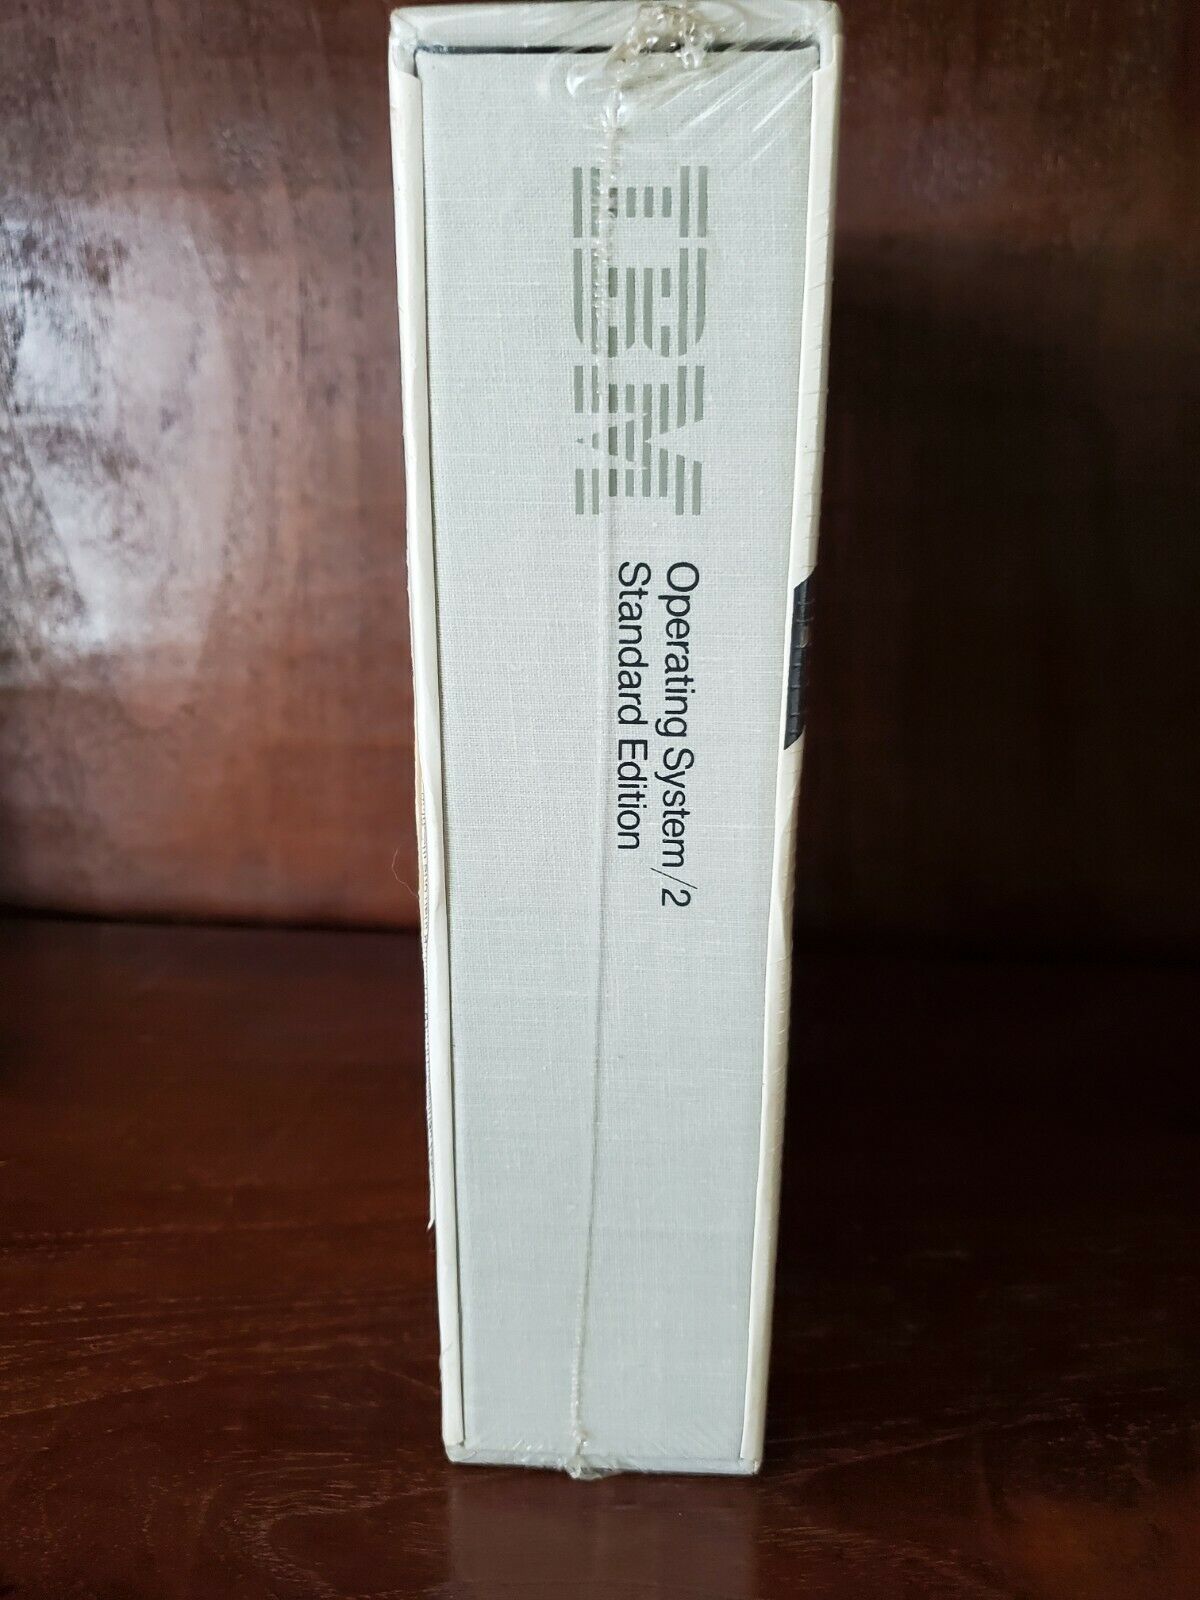 IBM
Operating System/2
Standard Edition